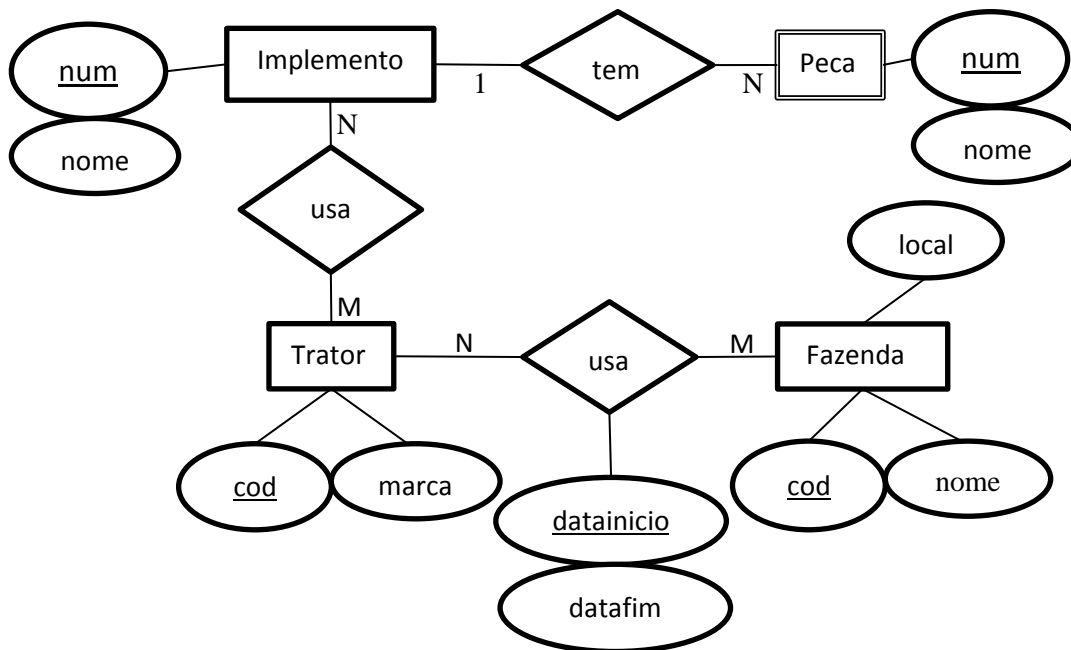 num
Implemento
tem
Peca
num
1
N
nome
N
nome
usa
local
M
Trator
N
usa
M
Fazenda
cod
marca
datainicio
cod
nome
datafim